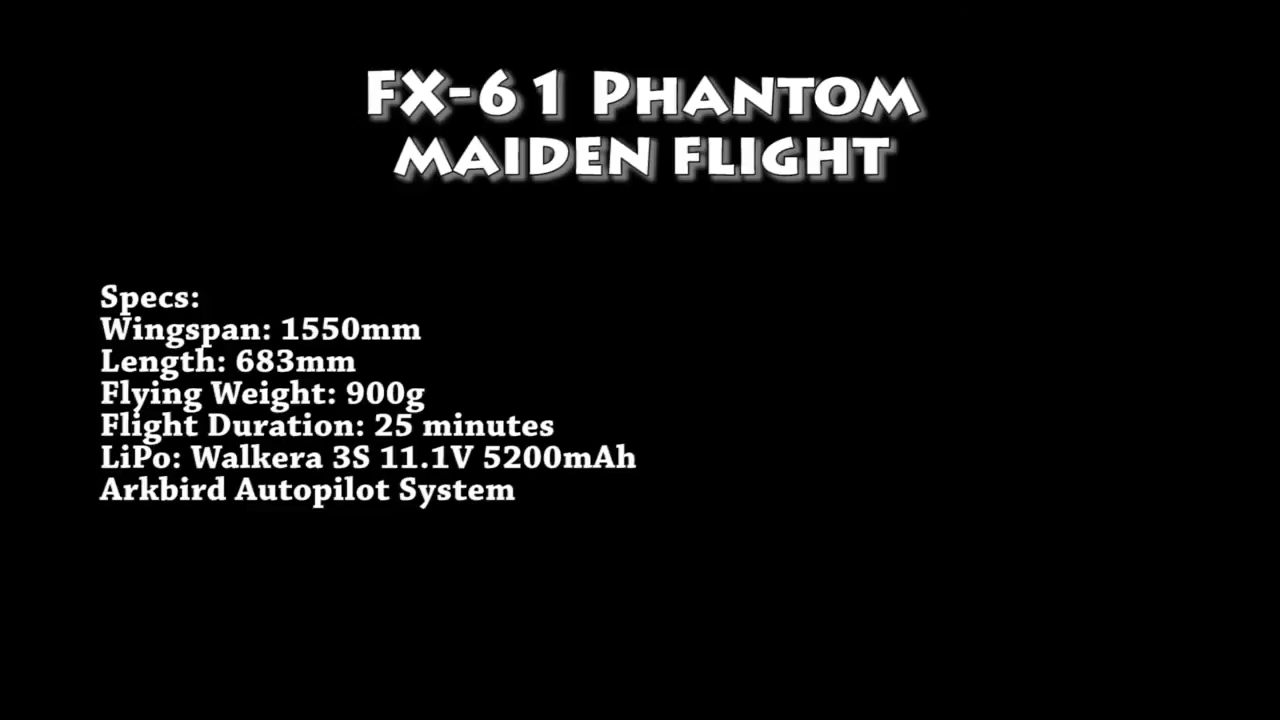 FX-61 Phantom
maiden flight
Specs:
Wingspan: 1550mm
Length: 683mm
Flying Weight: 900g
Flight Duration: 25 minutes
LiPo: Walkera 3S 11.1V 5200mAh
Arkbird Autopilot System